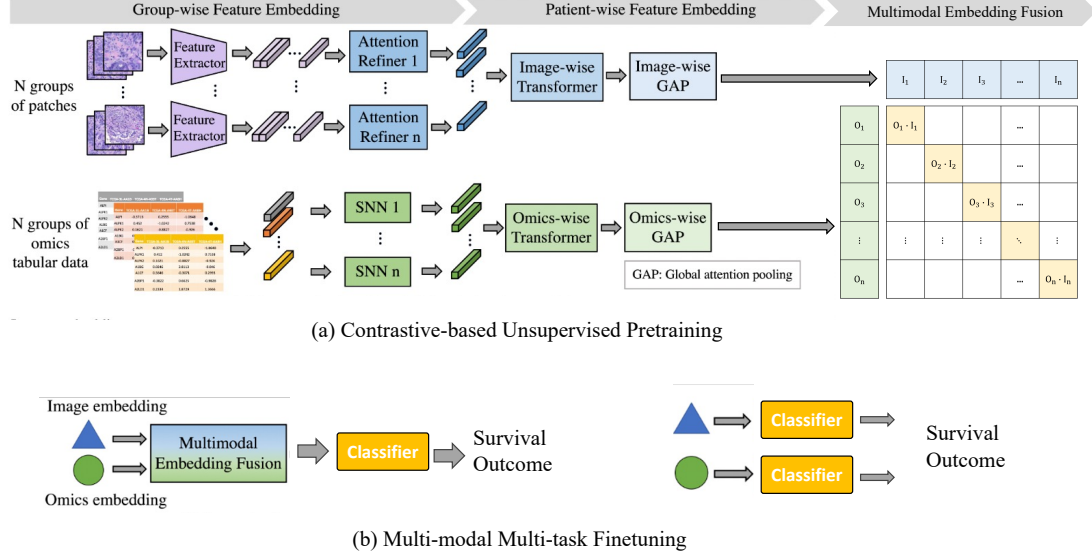 Group-wise Feature Embedding
Patient-wise Feature Embedding
Multimodal Embedding Fusion
N groups
of patches
Feature
Extractor
...
Attention
Refiner 1
Feature
Extractor
...
Attention
Refiner n
Image-wise
Transformer
Image-wise
GAP
I1 I2 I3 ... In
O1 O1 · I1 ...
O2 O2 · I2 ...
O3 O3 · I3 ...
⋮ ⋮ ⋮ ⋮ ⋱ ⋮
On ... On · In
N groups of
omics
tabular data
SNN 1
SNN n
Omics-wise
Transformer
Omics-wise
GAP
GAP: Global attention pooling
(a) Contrastive-based Unsupervised Pretraining
Image embedding
Multimodal
Embedding Fusion
Omics embedding
Classifier
Survival
Outcome
Classifier
Classifier
Survival
Outcome
(b) Multi-modal Multi-task Finetuning